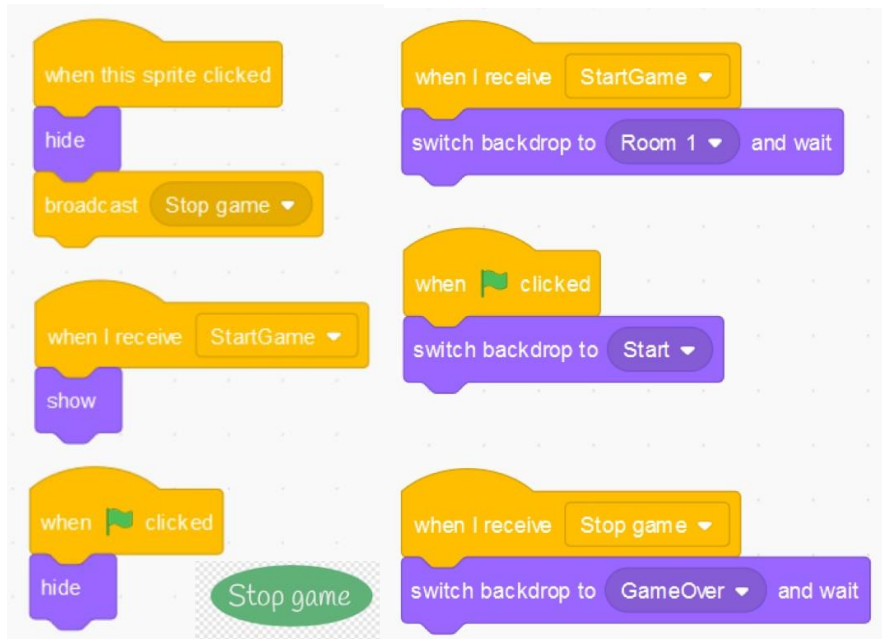 when this sprite clicked
hide
broadcast Stop game
when I receive StartGame
show
when clicked
hide
Stop game
when I receive StartGame
switch backdrop to Room 1 and wait
when clicked
switch backdrop to Start
when I receive Stop game
switch backdrop to GameOver and wait